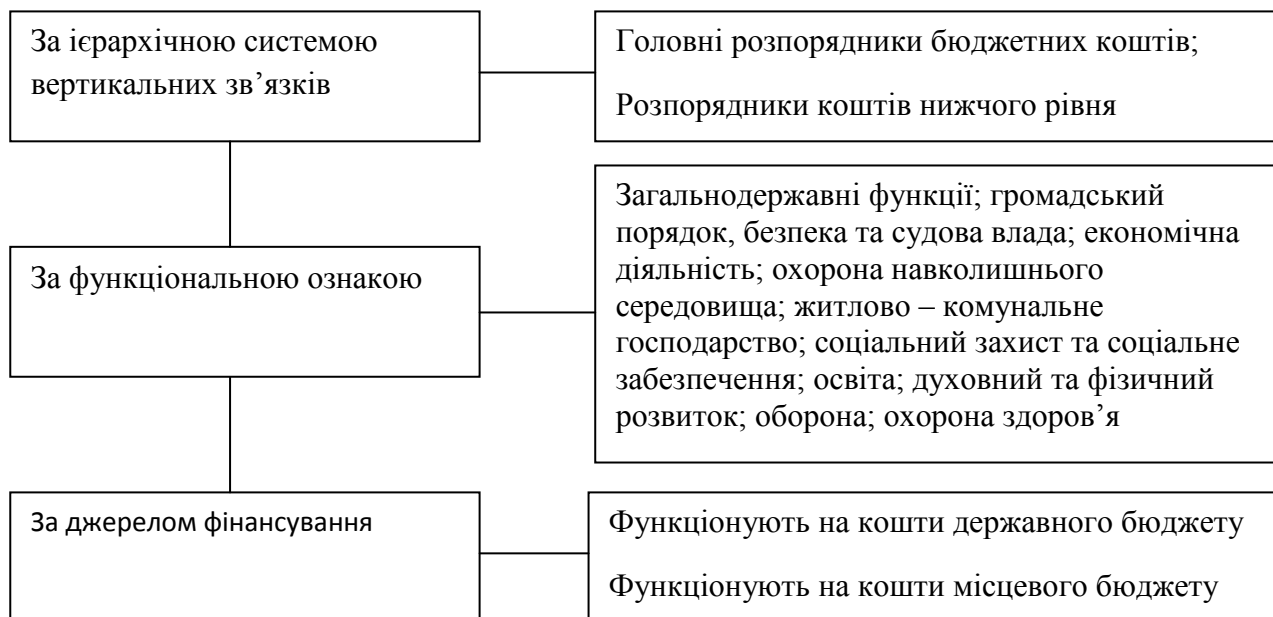 За ієрархічною системою
вертикальних зв’язків
Головні розпорядники бюджетних коштів;
Розпорядники коштів нижчого рівня
За функціональною ознакою
Загальнодержавні функції; громадський
порядок, безпека та судова влада; економічна
діяльність; охорона навколишнього
середовища; житлово – комунальне
господарство; соціальний захист та соціальне
забезпечення; освіта; духовний та фізичний
розвиток; оборона; охорона здоров’я
За джерелом фінансування
Функціонують на кошти державного бюджету
Функціонують на кошти місцевого бюджету